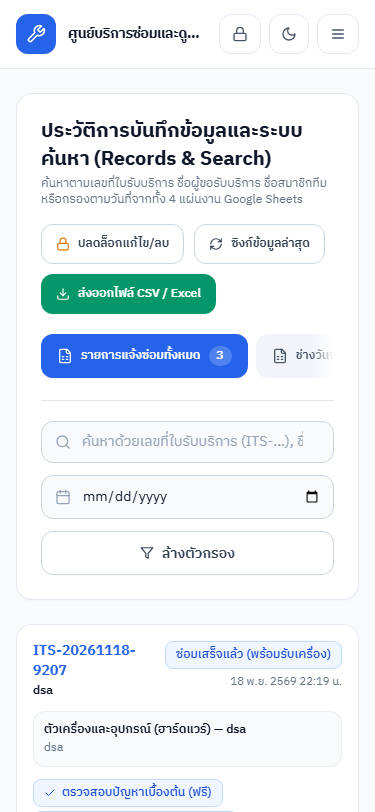 ศูนย์บริการซ่อมและดู...
ประวัติการบันทึกข้อมูลและระบบ
ค้นหา (Records & Search)
ค้นหาตามเลขที่ใบรับบริการ ชื่อผู้ขอรับบริการ ชื่อสมาชิกทีม
หรือกรองตามวันที่จากทั้ง 4 แผ่นงาน Google Sheets
ปลดล็อกแก้ไข/ลบ
ซิงก์ข้อมูลล่าสุด
ส่งออกไฟล์ CSV / Excel
รายการแจ้งซ่อมทั้งหมด 3
ช่างวัน
ค้นหาด้วยเลขที่ใบรับบริการ (ITS-...), ชื่
mm/dd/yyyy
ล้างตัวกรอง
ITS-20261118-
9207
ซ่อมเสร็จแล้ว (พร้อมรับเครื่อง)
dsa
18 พ.ย. 2569 22:19 น.
ตัวเครื่องและอุปกรณ์ (ฮาร์ดแวร์) — dsa
dsa
ตรวจสอบปัญหาเบื้องต้น (ฟรี)